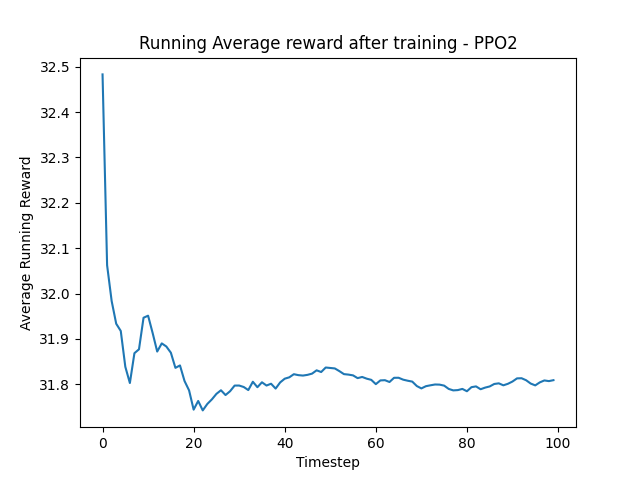 Running Average reward after training - PPO2
32.5
32.4
32.3
32.2
32.1
32.0
31.9
31.8
Average Running Reward
0 20 40 60 80 100
Timestep